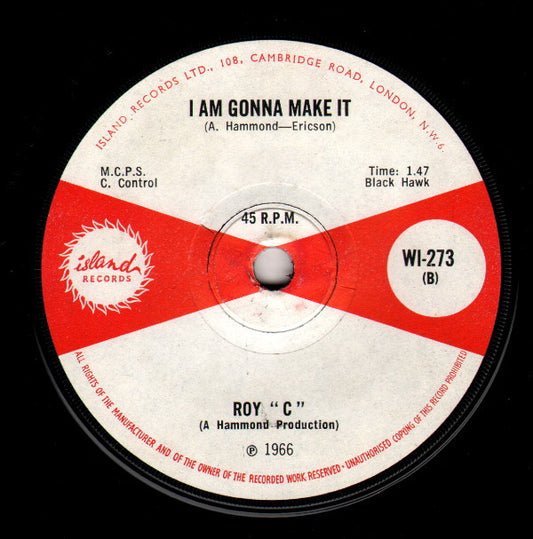 ISLAND RECORDS LTD., 108, CAMBRIDGE ROAD, LONDON, N.W.6.
I AM GONNA MAKE IT
(A. Hammond—Ericson)
M.C.P.S.
C. Control
Time: 1.47
Black Hawk
45 R.P.M.
island
RECORDS
WI-273
(B)
ROY "C"
(A Hammond Production)
℗ 1966
ALL RIGHTS OF THE MANUFACTURER AND OF THE OWNER OF THE RECORDED WORK RESERVED · UNAUTHORISED COPYING OF THIS RECORD PROHIBITED